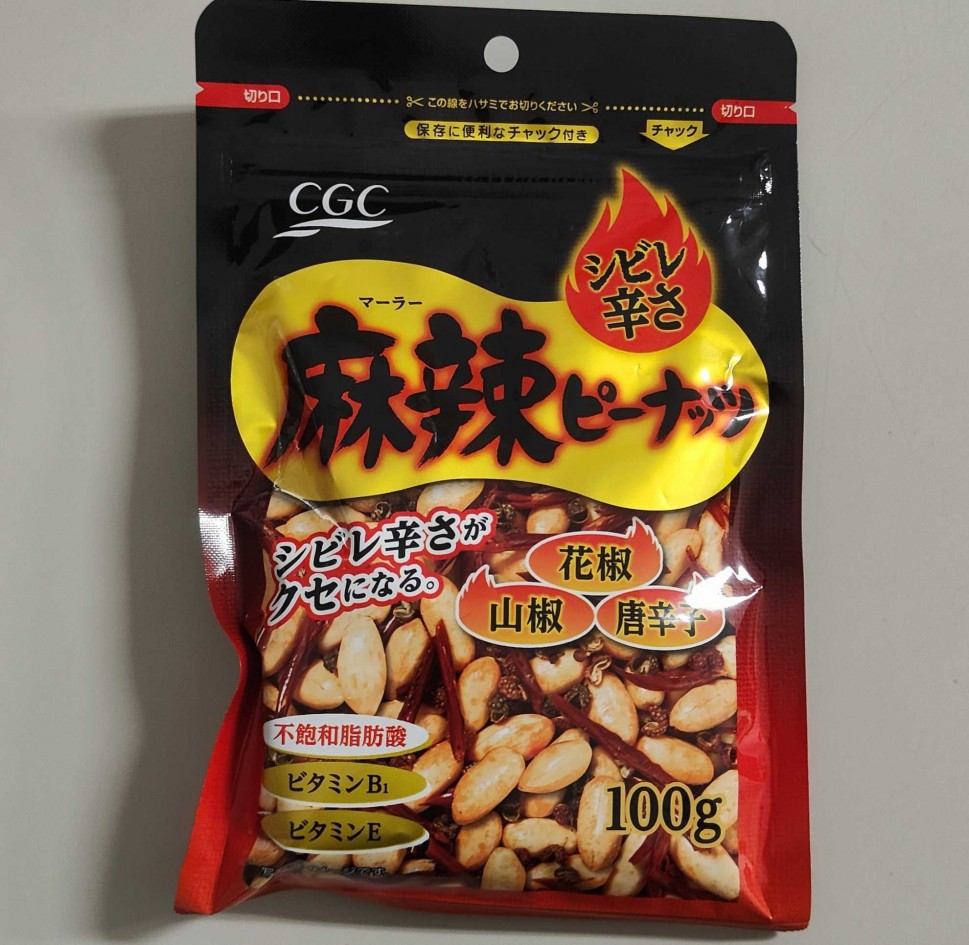 切り口
この線をハサミでお切りください
切り口
保存に便利なチャック付き
チャック
CGC
シビレ
辛さ
マーラー
麻辣ピーナッツ
シビレ辛さが
クセになる。
花椒
山椒
唐辛子
不飽和脂肪酸
ビタミンB₁
ビタミンE
100g